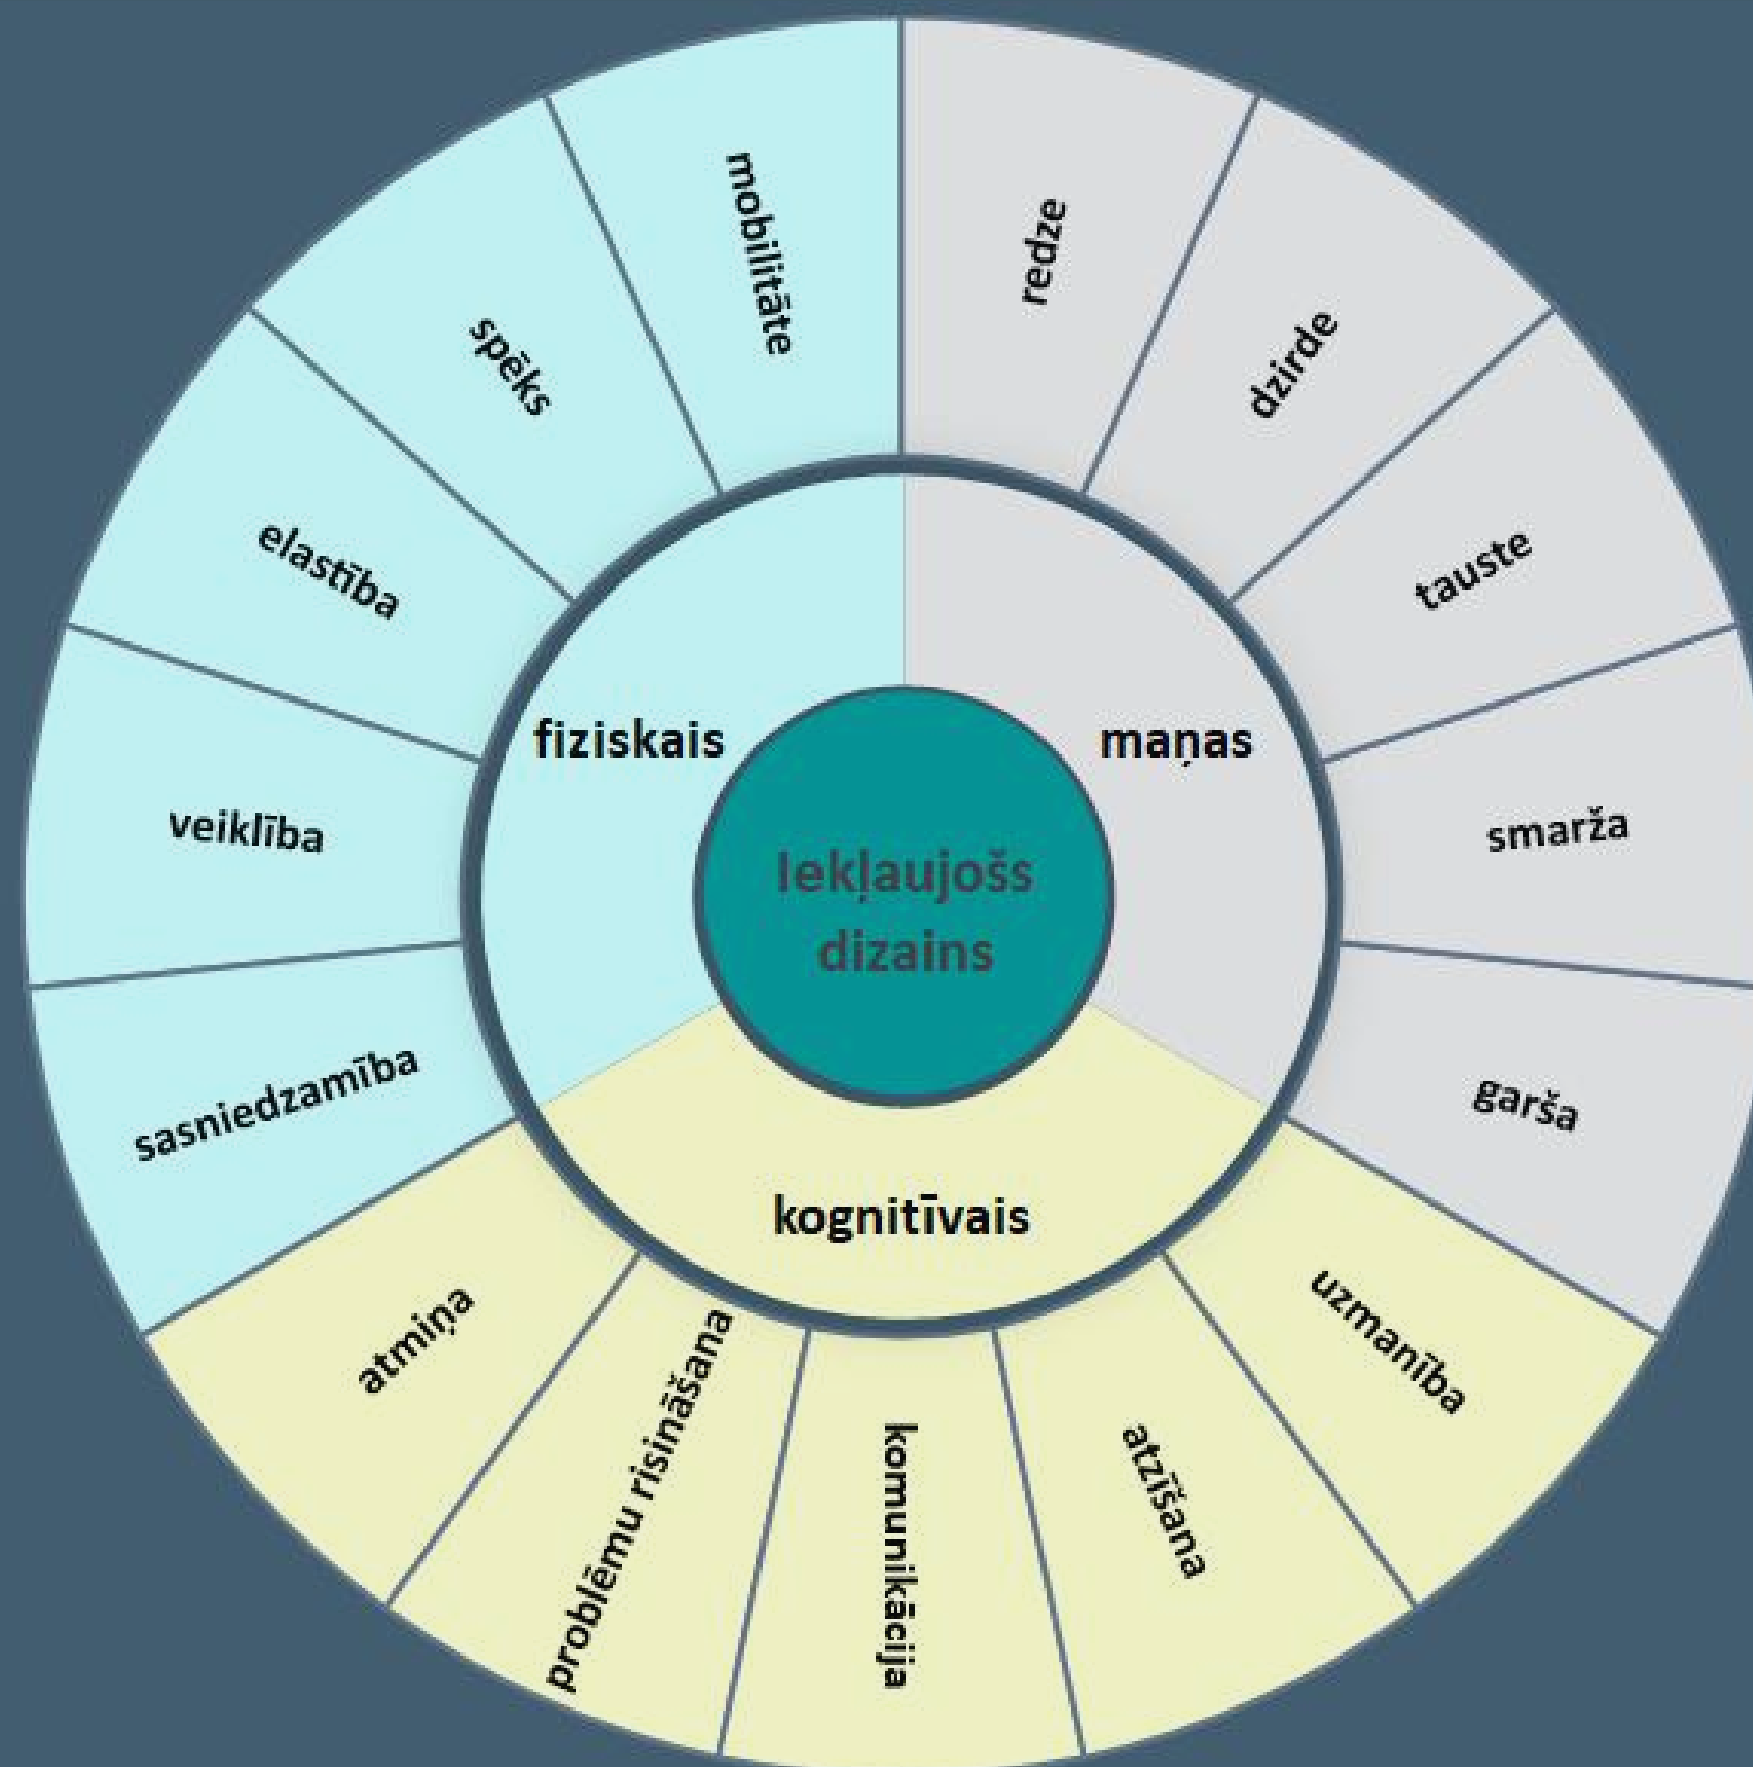 Iekļaujošs
dizains
maņas
redze
dzirde
tauste
smarža
garša
kognitīvais
uzmanība
atzīšana
komunikācija
problēmu risināšana
atmiņa
fiziskais
sasniedzamība
veiklība
elastība
spēks
mobilitāte